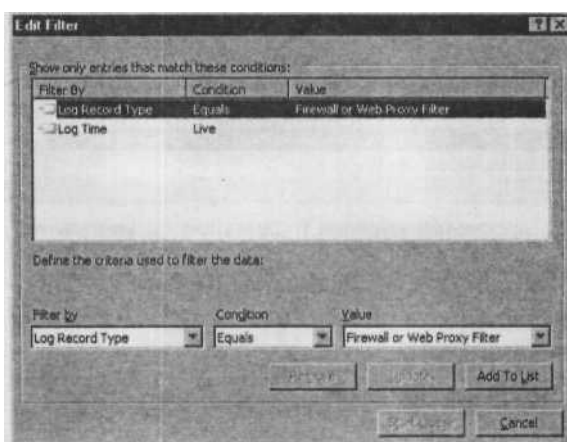 Edit Filter
Show only entries that match these conditions:
Filter By Condition Value
Log Record Type Equals Firewall or Web Proxy Filter
Log Time Live
Define the criteria used to filter the data:
Filter by Condition Value
Log Record Type Equals Firewall or Web Proxy Filter
Add To List
Cancel